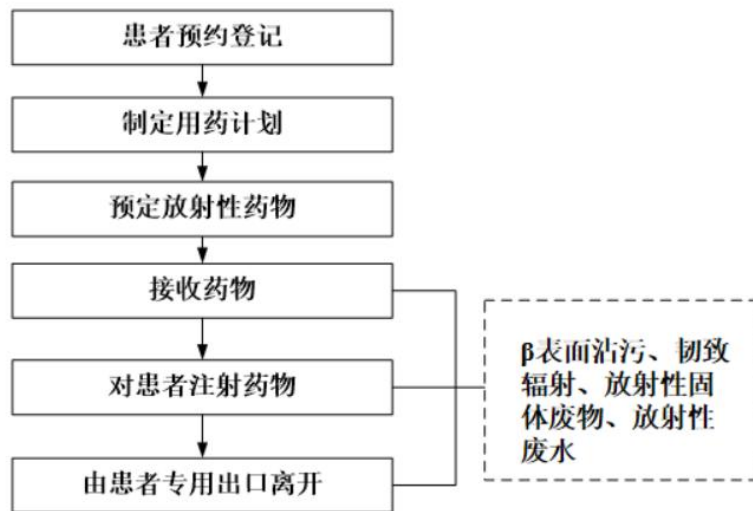 患者预约登记
制定用药计划
预定放射性药物
接收药物
对患者注射药物
由患者专用出口离开
β表面沾污、韧致
辐射、放射性固
体废物、放射性
废水